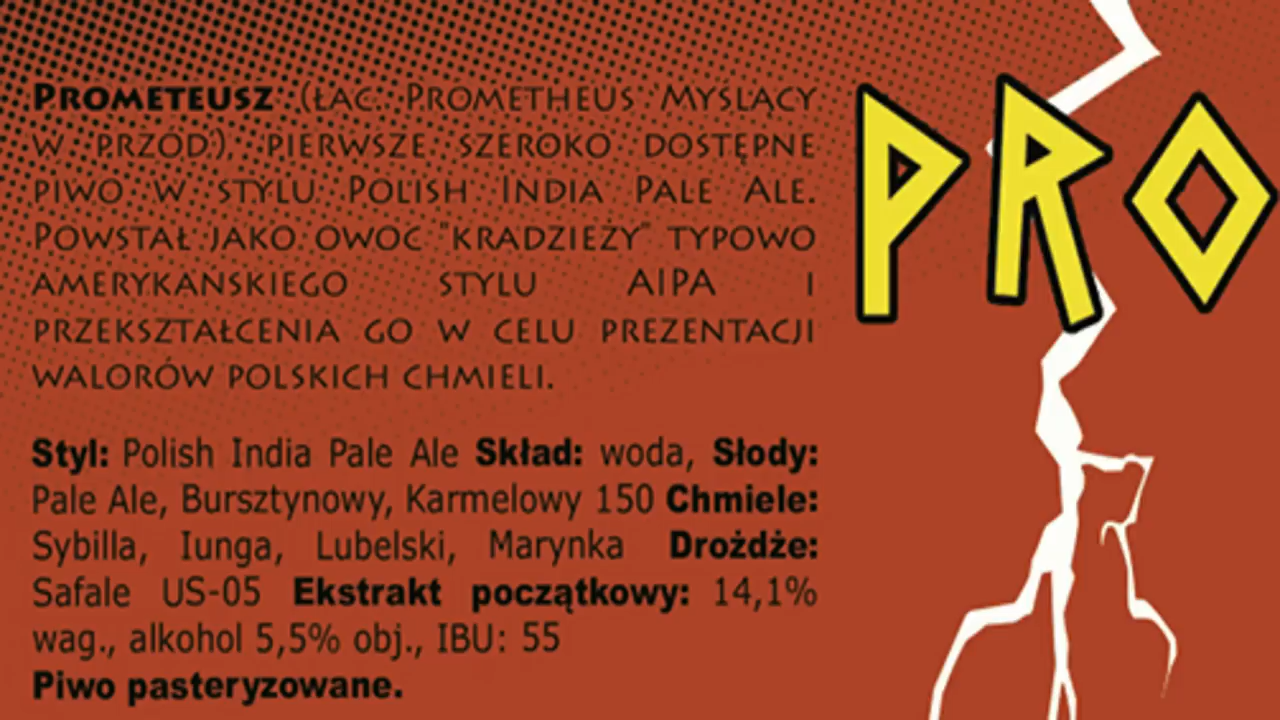 PROMETEUSZ (ŁAC. PROMETHEUS 'MYSLĄCY
W PRZÓD'), PIERWSZE SZEROKO DOSTĘPNE
PIWO W STYLU POLISH INDIA PALE ALE.
POWSTAŁ JAKO OWOC "KRADZIEŻY" TYPOWO
AMERYKANSKIEGO STYLU AIPA I
PRZEKSZTAŁCENIA GO W CELU PREZENTACJI
WALORÓW POLSKICH CHMIELI.
Styl: Polish India Pale Ale Skład: woda, Słody:
Pale Ale, Bursztynowy, Karmelowy 150 Chmiele:
Sybilla, Iunga, Lubelski, Marynka Drożdże:
Safale US-05 Ekstrakt początkowy: 14,1%
wag., alkohol 5,5% obj., IBU: 55
Piwo pasteryzowane.
PRO